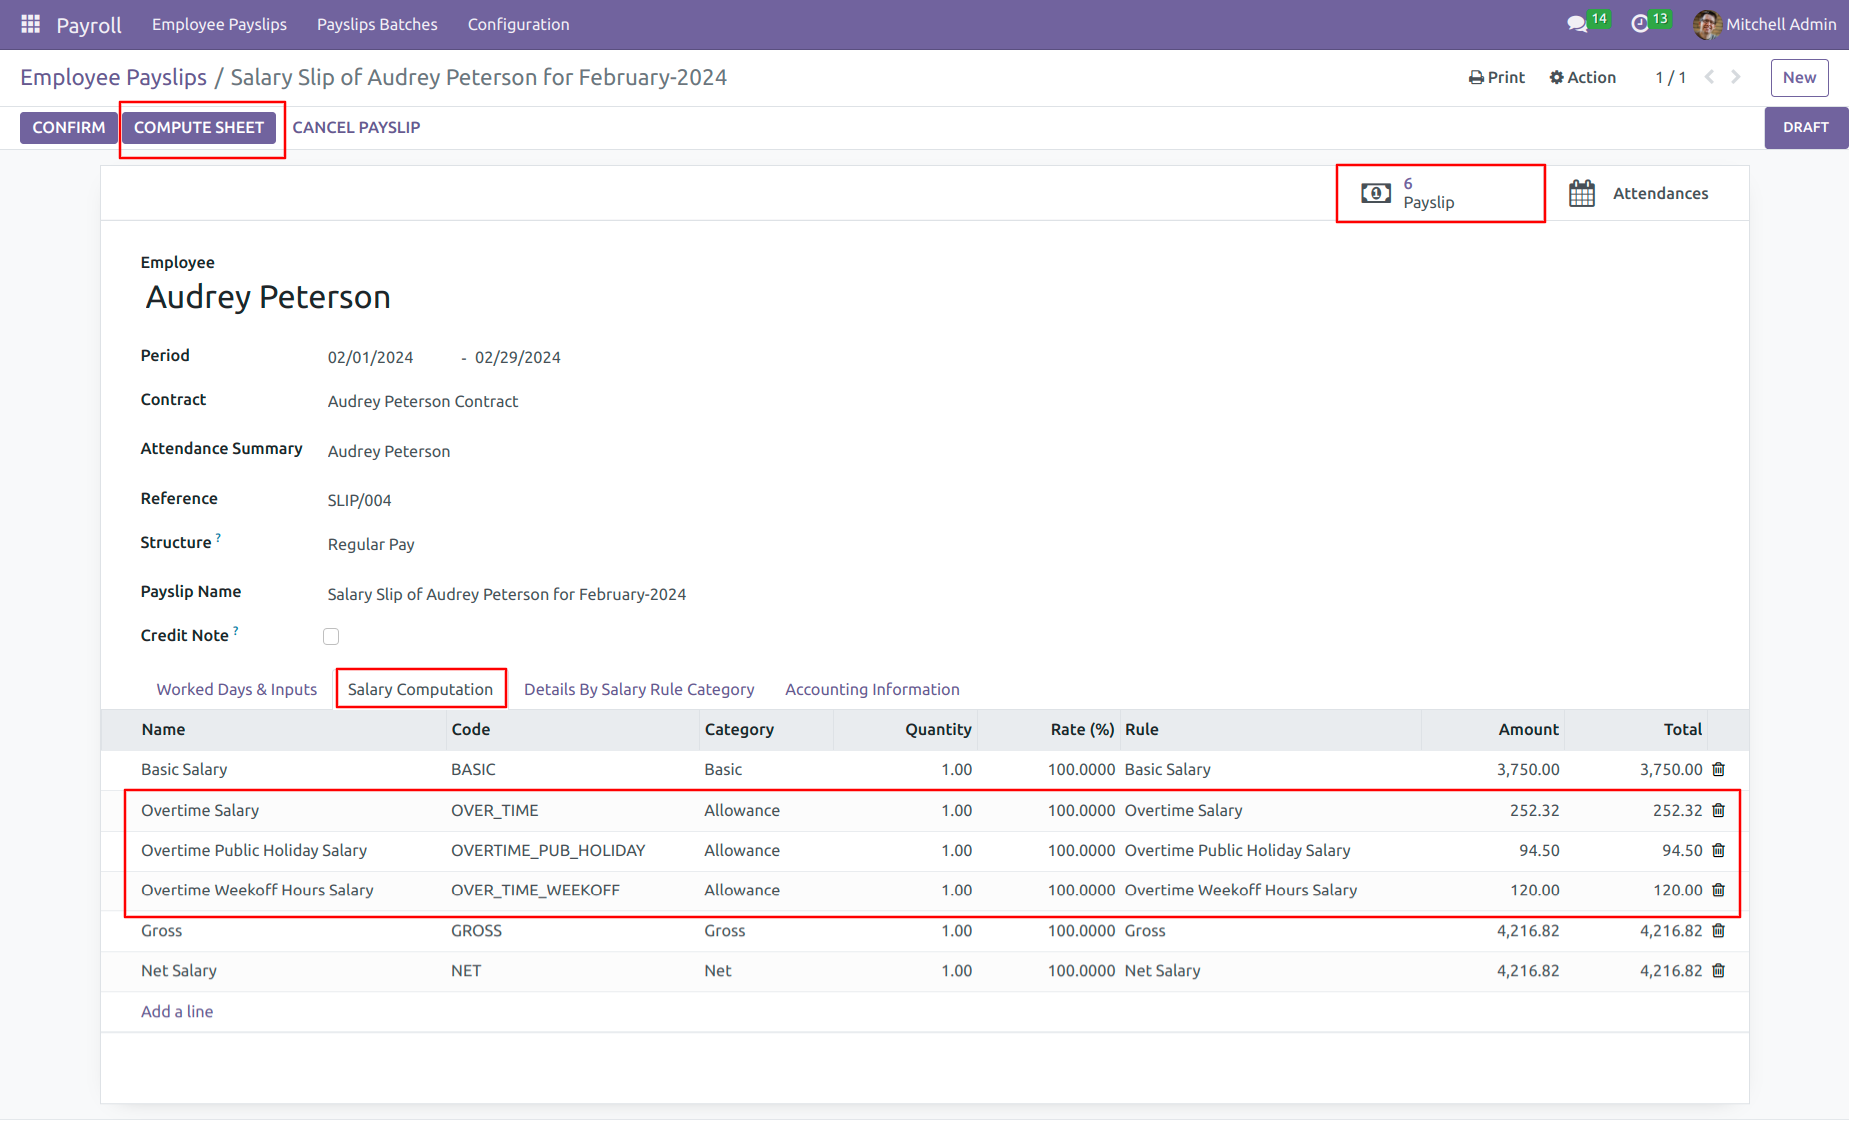 Payroll Employee Payslips Payslips Batches Configuration 14 13 Mitchell Admin
Employee Payslips / Salary Slip of Audrey Peterson for February-2024 Print Action 1 / 1 New
CONFIRM COMPUTE SHEET CANCEL PAYSLIP DRAFT
6
Payslip
Attendances
Employee
Audrey Peterson
Period 02/01/2024 - 02/29/2024
Contract Audrey Peterson Contract
Attendance Summary Audrey Peterson
Reference SLIP/004
Structure ? Regular Pay
Payslip Name Salary Slip of Audrey Peterson for February-2024
Credit Note ?
Worked Days & Inputs Salary Computation Details By Salary Rule Category Accounting Information
Name Code Category Quantity Rate (%) Rule Amount Total
Basic Salary BASIC Basic 1.00 100.0000 Basic Salary 3,750.00 3,750.00
Overtime Salary OVER_TIME Allowance 1.00 100.0000 Overtime Salary 252.32 252.32
Overtime Public Holiday Salary OVERTIME_PUB_HOLIDAY Allowance 1.00 100.0000 Overtime Public Holiday Salary 94.50 94.50
Overtime Weekoff Hours Salary OVER_TIME_WEEKOFF Allowance 1.00 100.0000 Overtime Weekoff Hours Salary 120.00 120.00
Gross GROSS Gross 1.00 100.0000 Gross 4,216.82 4,216.82
Net Salary NET Net 1.00 100.0000 Net Salary 4,216.82 4,216.82
Add a line